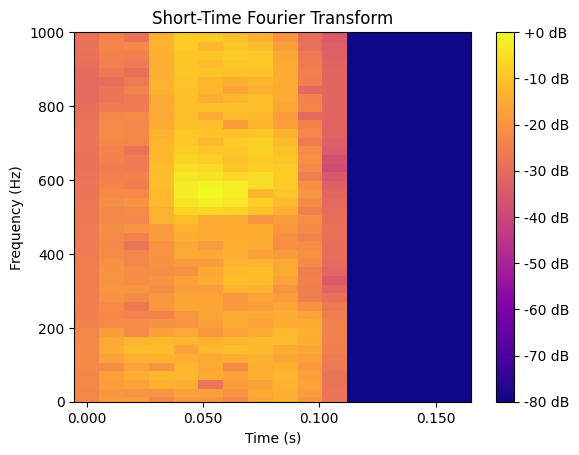 Short-Time Fourier Transform
1000
800
600
400
200
0
Frequency (Hz)
0.000
0.050
0.100
0.150
Time (s)
+0 dB
-10 dB
-20 dB
-30 dB
-40 dB
-50 dB
-60 dB
-70 dB
-80 dB